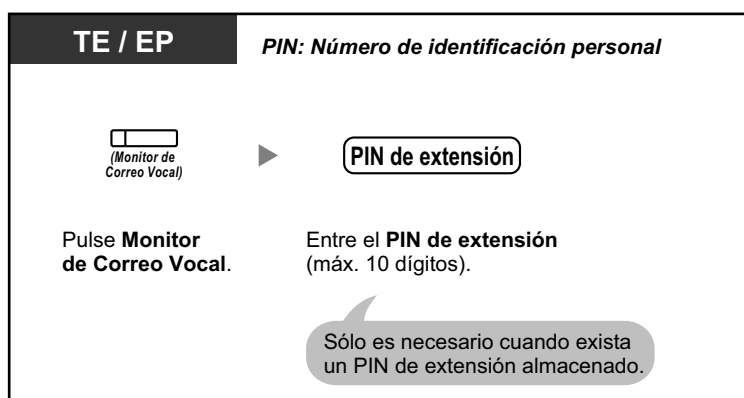 TE / EP
PIN: Número de identificación personal
(Monitor de
Correo Vocal)
PIN de extensión
Pulse Monitor
de Correo Vocal.
Entre el PIN de extensión
(máx. 10 dígitos).
Sólo es necesario cuando exista
un PIN de extensión almacenado.